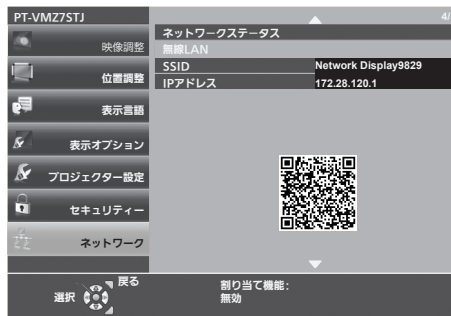 PT-VMZ7STJ
4/
ネットワークステータス
映像調整
無線LAN
SSID
Network Display9829
位置調整
IPアドレス
172.28.120.1
表示言語
表示オプション
プロジェクター設定
セキュリティー
ネットワーク
戻る
選択
割り当て機能:
無効